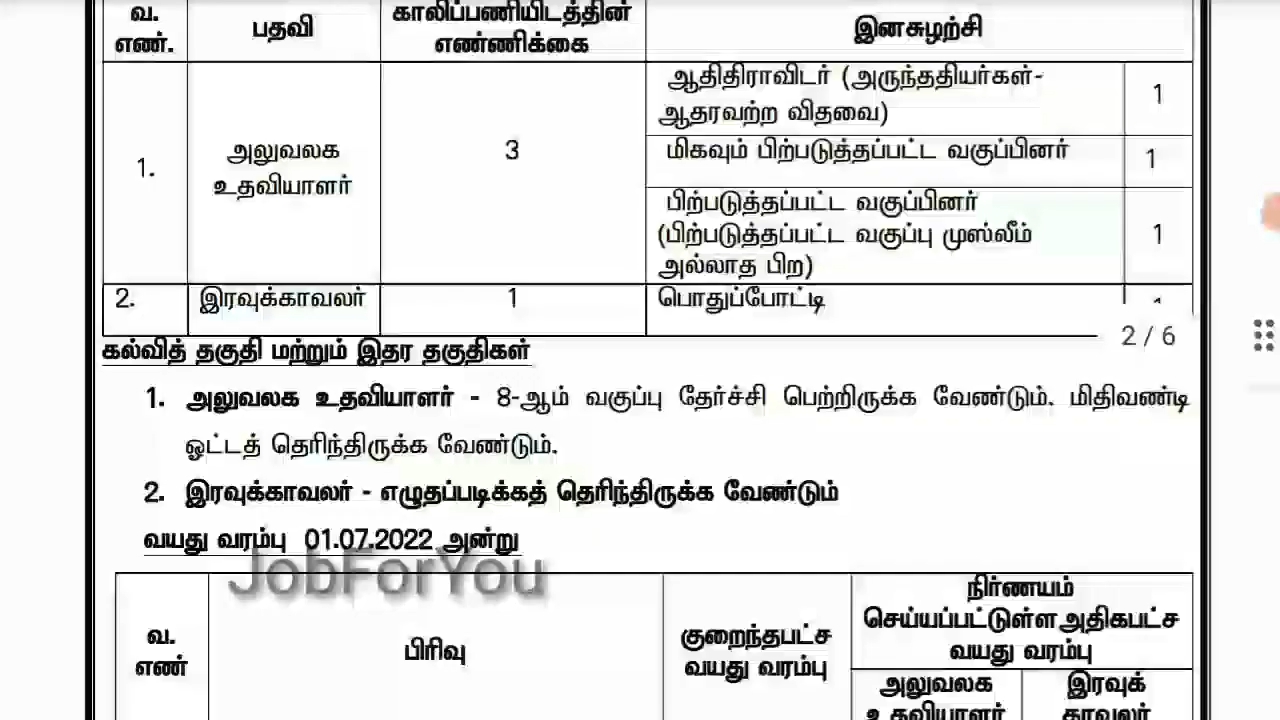 வ.
எண்.
பதவி
காலிப்பணியிடத்தின்
எண்ணிக்கை
இனசுழற்சி
1.
அலுவலக
உதவியாளர்
3
ஆதிதிராவிடர் (அருந்ததியர்கள்-
ஆதரவற்ற விதவை)
1
மிகவும் பிற்படுத்தப்பட்ட வகுப்பினர்
1
பிற்படுத்தப்பட்ட வகுப்பினர்
(பிற்படுத்தப்பட்ட வகுப்பு முஸ்லீம்
அல்லாத பிற)
1
2.
இரவுக்காவலர்
1
பொதுப்போட்டி
2 / 6
கல்வித் தகுதி மற்றும் இதர தகுதிகள்
1. அலுவலக உதவியாளர் - 8-ஆம் வகுப்பு தேர்ச்சி பெற்றிருக்க வேண்டும். மிதிவண்டி
ஓட்டத் தெரிந்திருக்க வேண்டும்.
2. இரவுக்காவலர் - எழுதப்படிக்கத் தெரிந்திருக்க வேண்டும்
வயது வரம்பு 01.07.2022 அன்று
JobForYou
வ.
எண்
பிரிவு
குறைந்தபட்ச
வயது வரம்பு
நிர்ணயம்
செய்யப்பட்டுள்ள அதிகபட்ச
வயது வரம்பு
அலுவலக
உதவியாளர்
இரவுக்
காவலர்